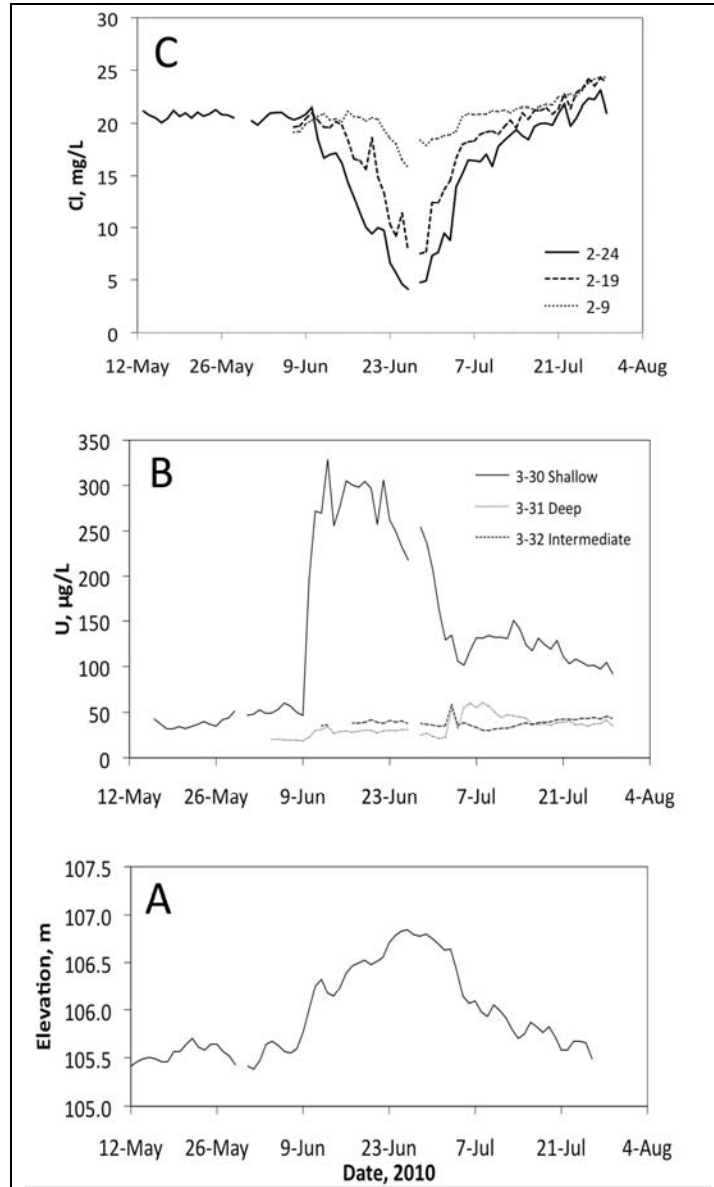 C
30
25
20
15
10
5
0
Cl, mg/L
2-24
2-19
2-9
12-May 26-May 9-Jun 23-Jun 7-Jul 21-Jul 4-Aug
B
350
300
250
200
150
100
50
0
U, µg/L
3-30 Shallow
3-31 Deep
3-32 Intermediate
12-May 26-May 9-Jun 23-Jun 7-Jul 21-Jul 4-Aug
A
107.5
107.0
106.5
106.0
105.5
105.0
Elevation, m
12-May 26-May 9-Jun 23-Jun 7-Jul 21-Jul 4-Aug
Date, 2010